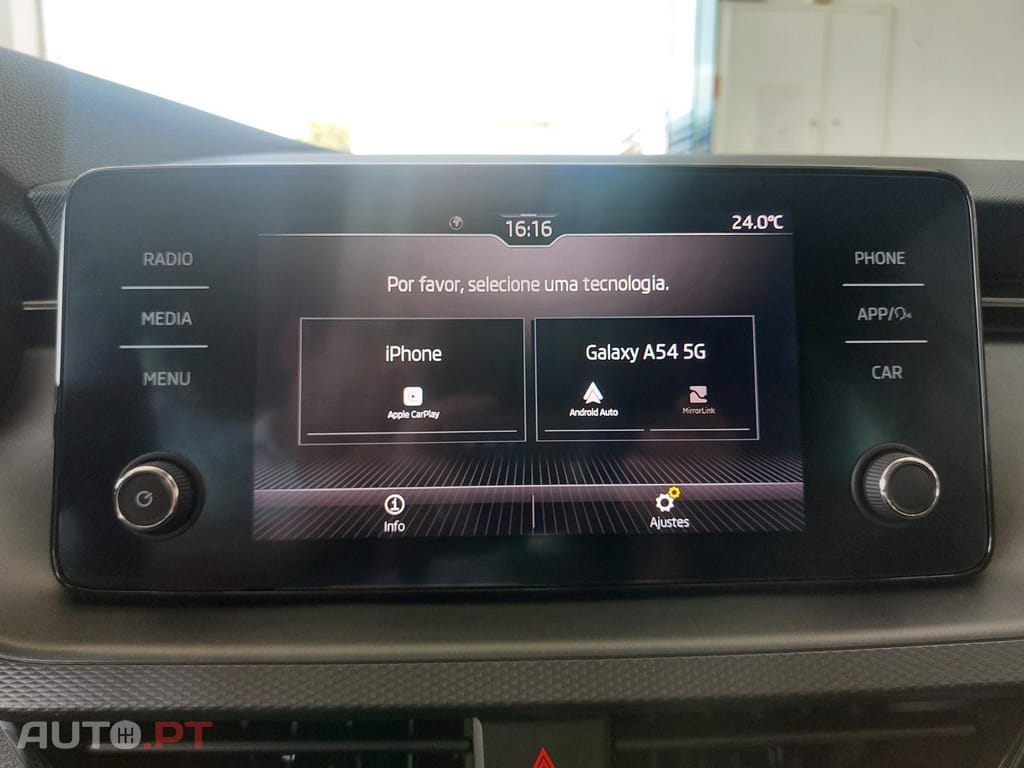 16:16
24.0°C
RADIO
MEDIA
MENU
Por favor, selecione uma tecnologia.
iPhone
Apple CarPlay
Galaxy A54 5G
Android Auto
MirrorLink
Info
Ajustes
PHONE
APP/
CAR
AUTO.PT